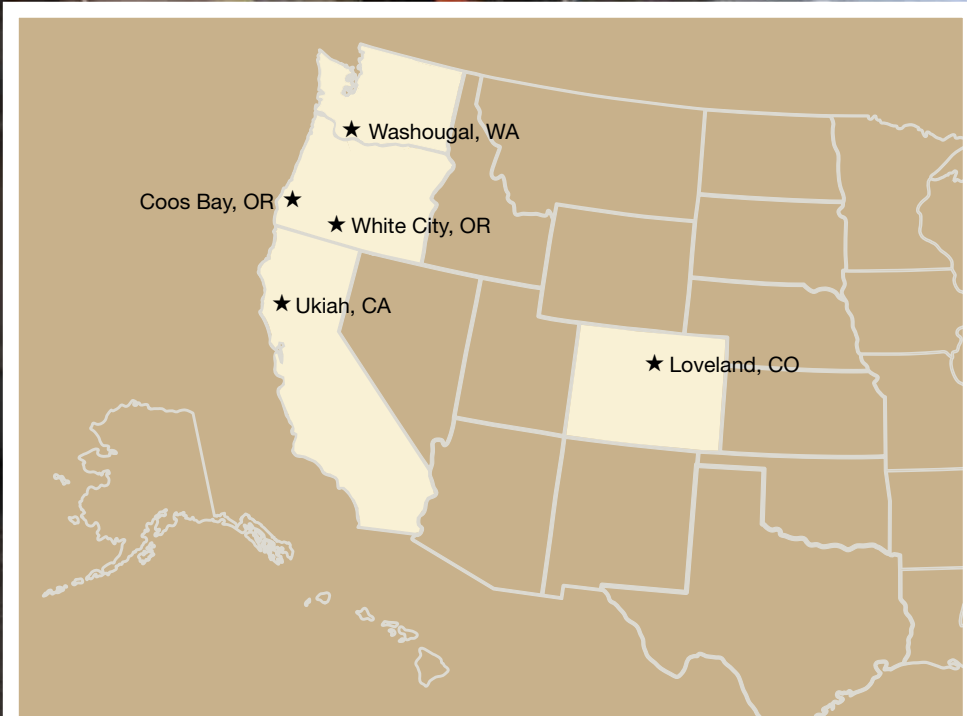 Washougal, WA
Coos Bay, OR
White City, OR
Ukiah, CA
Loveland, CO